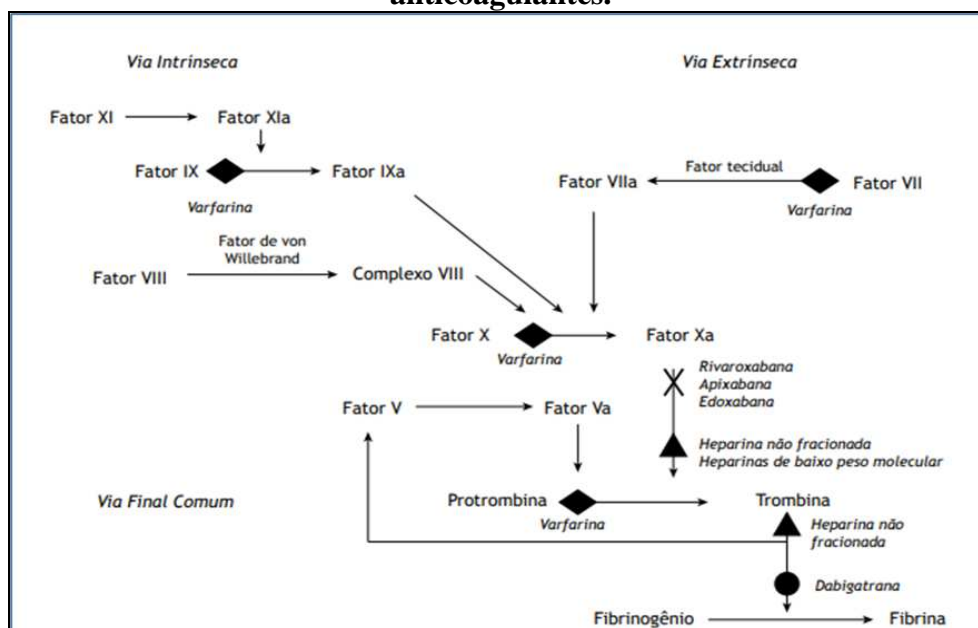 anticoagulantes.
Via Intrínseca
Via Extrínseca
Fator XI
Fator XIa
Fator IX
Fator IXa
Varfarina
Fator tecidual
Fator VIIa
Fator VII
Varfarina
Fator de von
Willebrand
Fator VIII
Complexo VIII
Fator X
Fator Xa
Varfarina
Rivaroxabana
Apixabana
Edoxabana
Fator V
Fator Va
Heparina não fracionada
Heparinas de baixo peso molecular
Via Final Comum
Protrombina
Trombina
Varfarina
Heparina não
fracionada
Dabigatrana
Fibrinogênio
Fibrina